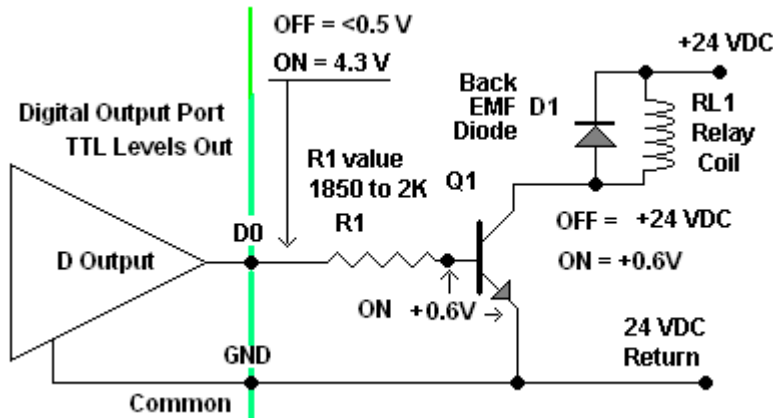 OFF = <0.5 V
ON = 4.3 V
+24 VDC
Back
EMF D1
Diode
RL1
Relay
Coil
Digital Output Port
TTL Levels Out
R1 value
1850 to 2K
R1
Q1
D0
D Output
OFF = +24 VDC
ON = +0.6V
ON +0.6V
24 VDC
Return
GND
Common